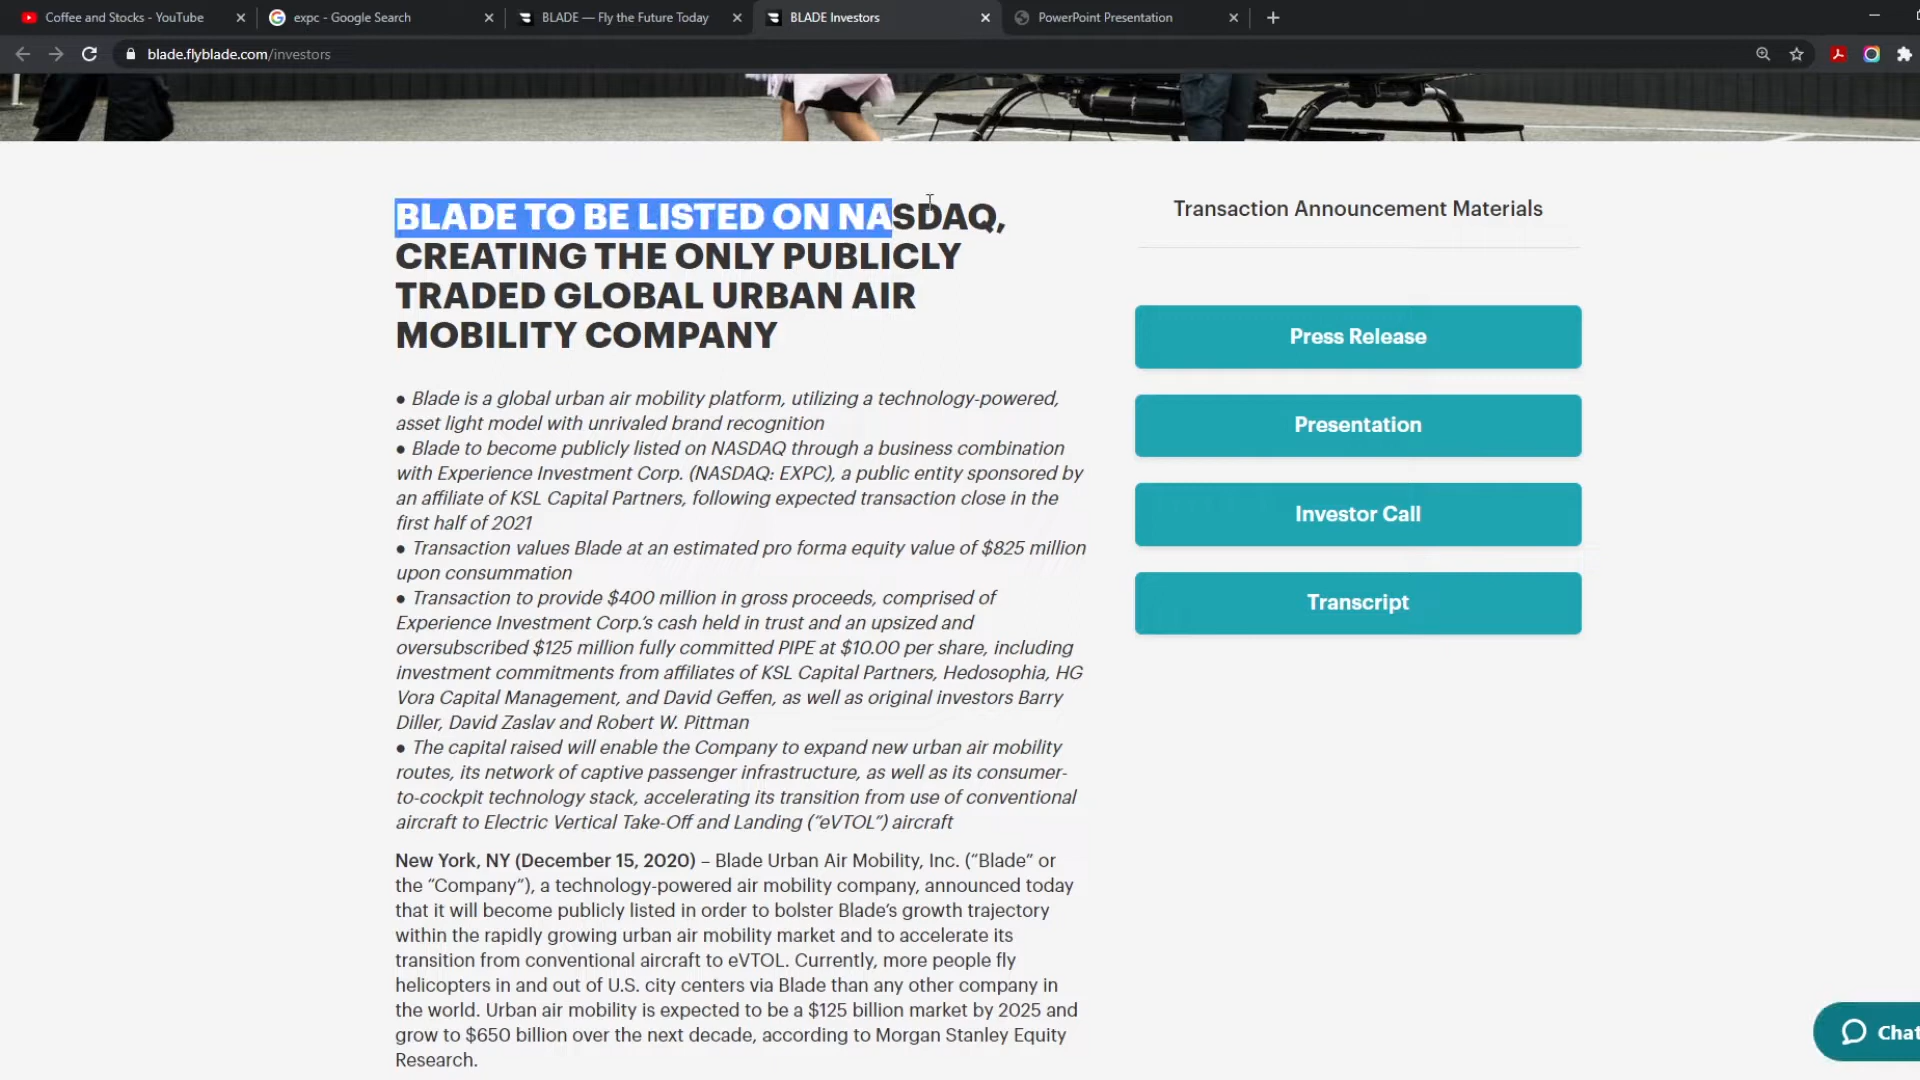 Coffee and Stocks - YouTube
expc - Google Search
BLADE — Fly the Future Today
BLADE Investors
PowerPoint Presentation
blade.flyblade.com/investors
BLADE TO BE LISTED ON NASDAQ,
CREATING THE ONLY PUBLICLY
TRADED GLOBAL URBAN AIR
MOBILITY COMPANY
● Blade is a global urban air mobility platform, utilizing a technology-powered,
asset light model with unrivaled brand recognition
● Blade to become publicly listed on NASDAQ through a business combination
with Experience Investment Corp. (NASDAQ: EXPC), a public entity sponsored by
an affiliate of KSL Capital Partners, following expected transaction close in the
first half of 2021
● Transaction values Blade at an estimated pro forma equity value of $825 million
upon consummation
● Transaction to provide $400 million in gross proceeds, comprised of
Experience Investment Corp.’s cash held in trust and an upsized and
oversubscribed $125 million fully committed PIPE at $10.00 per share, including
investment commitments from affiliates of KSL Capital Partners, Hedosophia, HG
Vora Capital Management, and David Geffen, as well as original investors Barry
Diller, David Zaslav and Robert W. Pittman
● The capital raised will enable the Company to expand new urban air mobility
routes, its network of captive passenger infrastructure, as well as its consumer-
to-cockpit technology stack, accelerating its transition from use of conventional
aircraft to Electric Vertical Take-Off and Landing (“eVTOL”) aircraft
New York, NY (December 15, 2020) – Blade Urban Air Mobility, Inc. (“Blade” or
the “Company”), a technology-powered air mobility company, announced today
that it will become publicly listed in order to bolster Blade’s growth trajectory
within the rapidly growing urban air mobility market and to accelerate its
transition from conventional aircraft to eVTOL. Currently, more people fly
helicopters in and out of U.S. city centers via Blade than any other company in
the world. Urban air mobility is expected to be a $125 billion market by 2025 and
grow to $650 billion over the next decade, according to Morgan Stanley Equity
Research.
Transaction Announcement Materials
Press Release
Presentation
Investor Call
Transcript
Chat